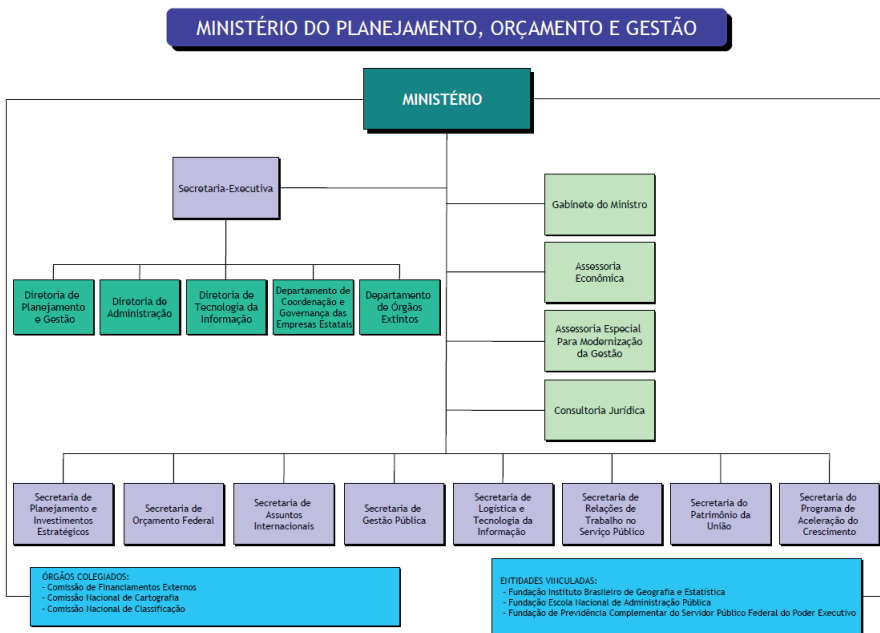 MINISTÉRIO DO PLANEJAMENTO, ORÇAMENTO E GESTÃO
MINISTÉRIO
Secretaria-Executiva
Gabinete do Ministro
Assessoria
Econômica
Assessoria Especial
Para Modernização
da Gestão
Consultoria Jurídica
Diretoria de
Planejamento
e Gestão
Diretoria de
Administração
Diretoria de
Tecnologia da
Informação
Departamento de
Coordenação e
Governança das
Empresas Estatais
Departamento
de Órgãos
Extintos
Secretaria de
Planejamento e
Investimentos
Estratégicos
Secretaria de
Orçamento Federal
Secretaria de
Assuntos
Internacionais
Secretaria de
Gestão Pública
Secretaria de
Logística e
Tecnologia da
Informação
Secretaria de
Relações de
Trabalho no
Serviço Público
Secretaria do
Patrimônio da
União
Secretaria do
Programa de
Aceleração do
Crescimento
ÓRGÃOS COLEGIADOS:
- Comissão de Financiamentos Externos
- Comissão Nacional de Cartografia
- Comissão Nacional de Classificação
ENTIDADES VINCULADAS:
- Fundação Instituto Brasileiro de Geografia e Estatística
- Fundação Escola Nacional de Administração Pública
- Fundação de Previdência Complementar do Servidor Público Federal do Poder Executivo